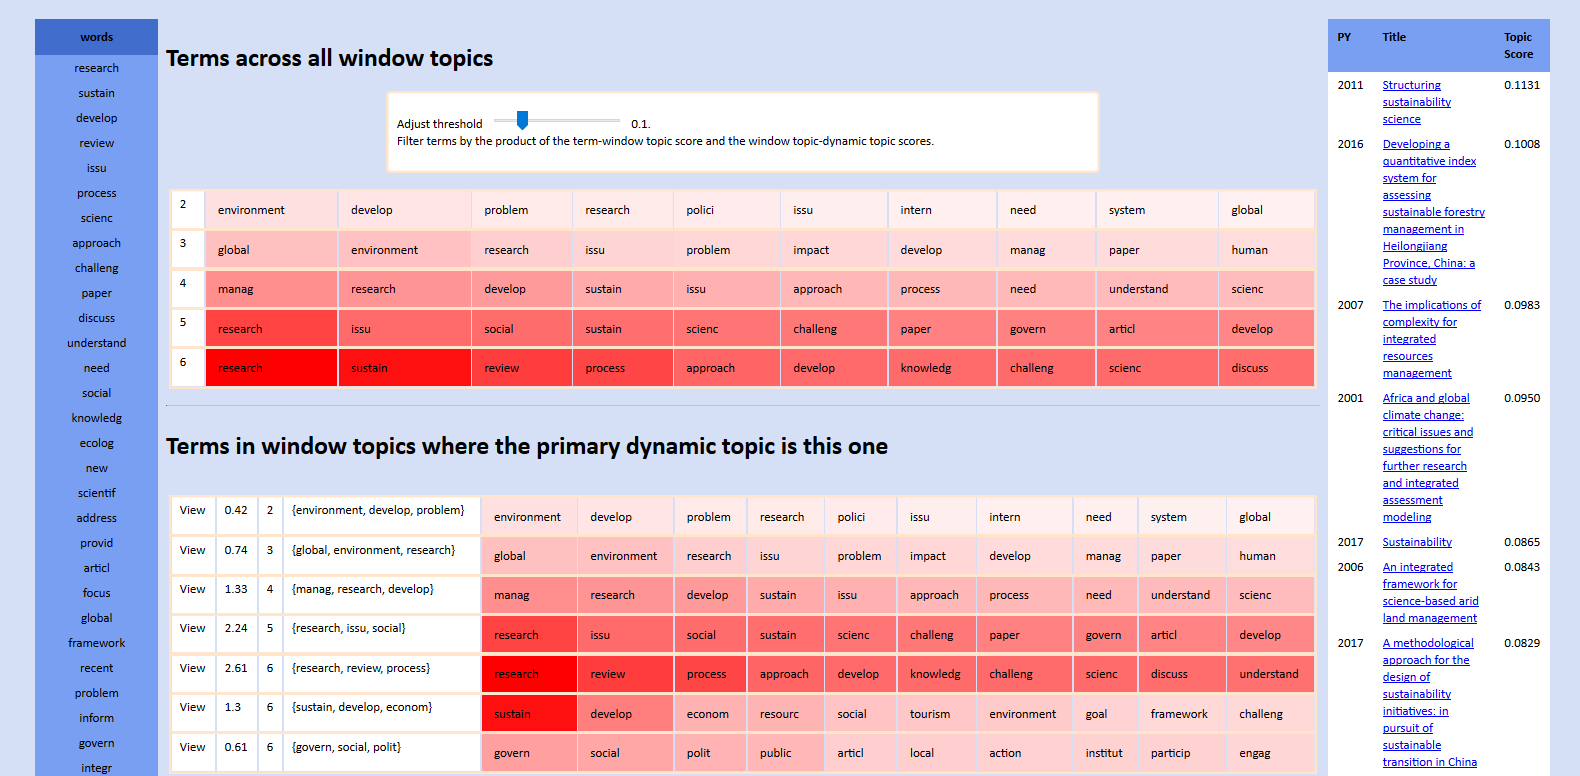 words
research
sustain
develop
review
issu
process
scienc
approach
challeng
paper
discuss
understand
need
social
knowledg
ecolog
new
scientif
address
provid
articl
focus
global
framework
recent
problem
inform
govern
integr
Terms across all window topics
Adjust threshold 0.1.
Filter terms by the product of the term-window topic score and the window topic-dynamic topic scores.
2 environment develop problem research polici issu intern need system global
3 global environment research issu problem impact develop manag paper human
4 manag research develop sustain issu approach process need understand scienc
5 research issu social sustain scienc challeng paper govern articl develop
6 research sustain review process approach develop knowledg challeng scienc discuss
Terms in window topics where the primary dynamic topic is this one
View 0.42 2 {environment, develop, problem} environment develop problem research polici issu intern need system global
View 0.74 3 {global, environment, research} global environment research issu problem impact develop manag paper human
View 1.33 4 {manag, research, develop} manag research develop sustain issu approach process need understand scienc
View 2.24 5 {research, issu, social} research issu social sustain scienc challeng paper govern articl develop
View 2.61 6 {research, review, process} research review process approach develop knowledg challeng scienc discuss understand
View 1.3 6 {sustain, develop, econom} sustain develop econom resourc social tourism environment goal framework challeng
View 0.61 6 {govern, social, polit} govern social polit public articl local action institut particip engag
PY Title Topic
Score
2011 Structuring 0.1131
sustainability
science
2016 Developing a 0.1008
quantitative index
system for
assessing
sustainable forestry
management in
Heilongjiang
Province, China: a
case study
2007 The implications of 0.0983
complexity for
integrated
resources
management
2001 Africa and global 0.0950
climate change:
critical issues and
suggestions for
further research
and integrated
assessment
modeling
2017 Sustainability 0.0865
2006 An integrated 0.0843
framework for
science-based arid
land management
2017 A methodological 0.0829
approach for the
design of
sustainability
initiatives: in
pursuit of
sustainable
transition in China